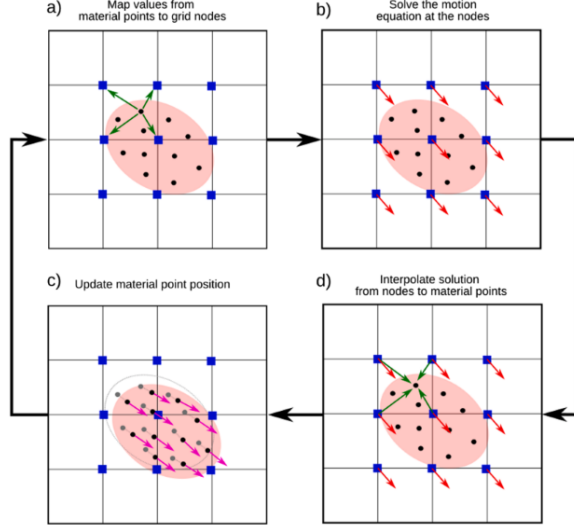 a)
Map values from
material points to grid nodes
b)
Solve the motion
equation at the nodes
c)
Update material point position
d)
Interpolate solution
from nodes to material points